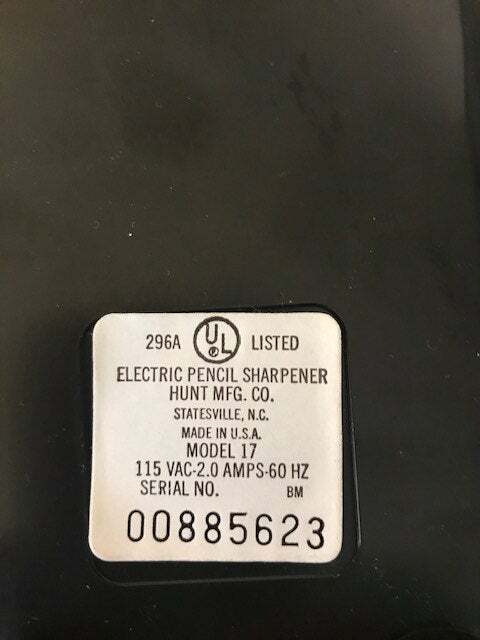 296A UL LISTED
ELECTRIC PENCIL SHARPENER
HUNT MFG. CO.
STATESVILLE, N.C.
MADE IN U.S.A.
MODEL 17
115 VAC-2.0 AMPS-60 HZ
SERIAL NO. BM
00885623